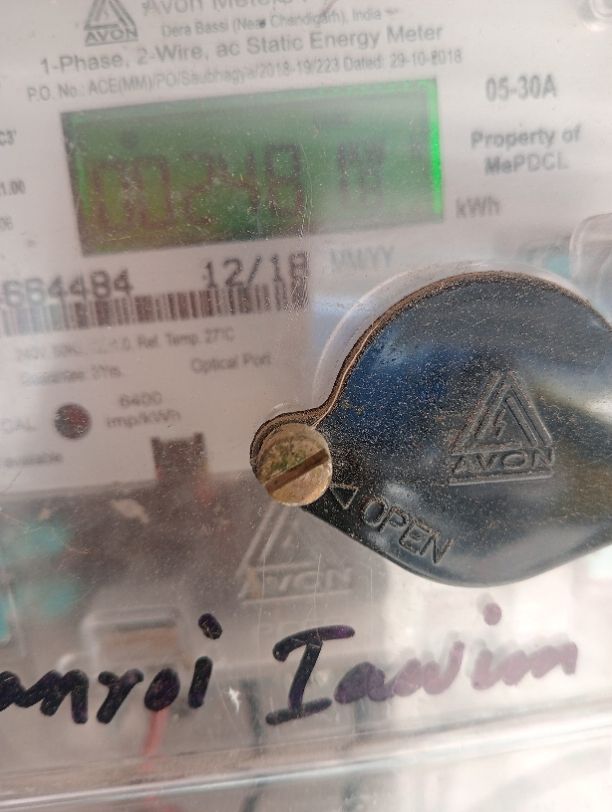 AVON
Dera Bassi (Near Chandigarh), India
1-Phase, 2-Wire, ac Static Energy Meter
P.O. No.: ACE(MM)/PO/Saubhagya/2018-19/223 Dated: 29-10-2018
05-30A
Property of
MePDCL
00248
kWh
664484 12/18 MM/YY
Ref. Temp. 27°C
Optical Port
6400
imp/kWh
AVON
OPEN
AVON
Iawim